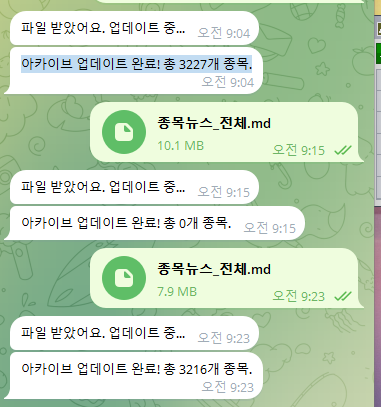 파일 받았어요. 업데이트 중... 오전 9:04
아카이브 업데이트 완료! 총 3227개 종목.
오전 9:04
종목뉴스_전체.md
10.1 MB 오전 9:15
파일 받았어요. 업데이트 중... 오전 9:15
아카이브 업데이트 완료! 총 0개 종목. 오전 9:15
종목뉴스_전체.md
7.9 MB 오전 9:23
파일 받았어요. 업데이트 중... 오전 9:23
아카이브 업데이트 완료! 총 3216개 종목.
오전 9:23